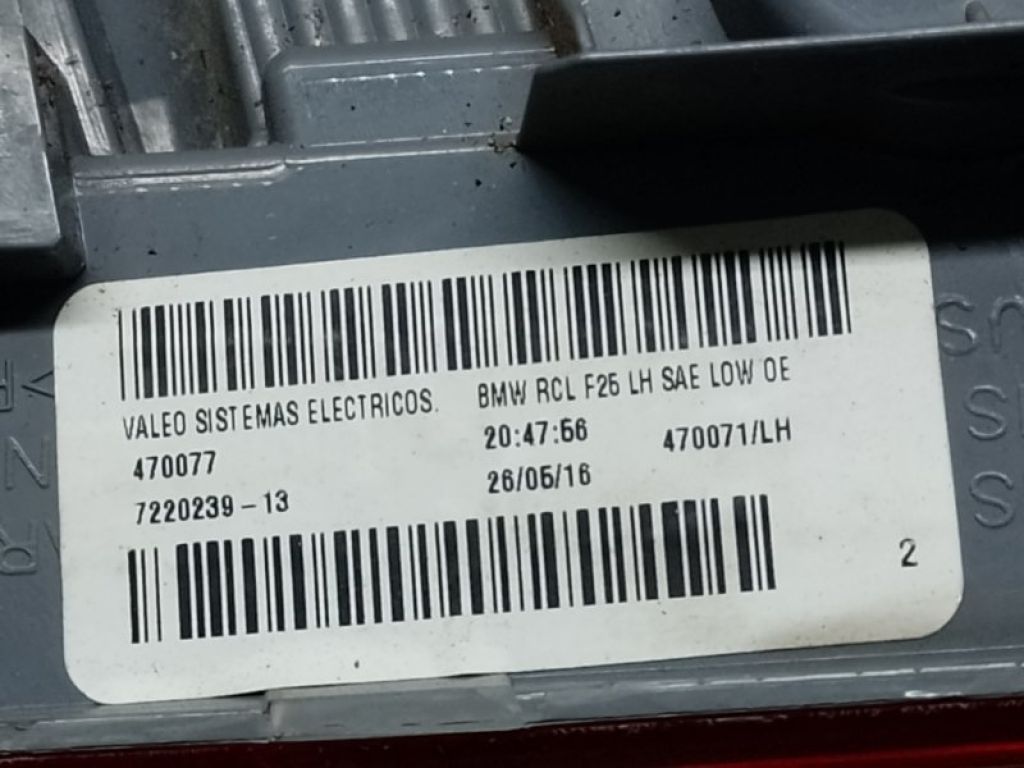 VALEO SISTEMAS ELECTRICOS. BMW RCL F25 LH SAE LOW OE
470077 20:47:56 470071/LH
7220239-13 26/05/16
2